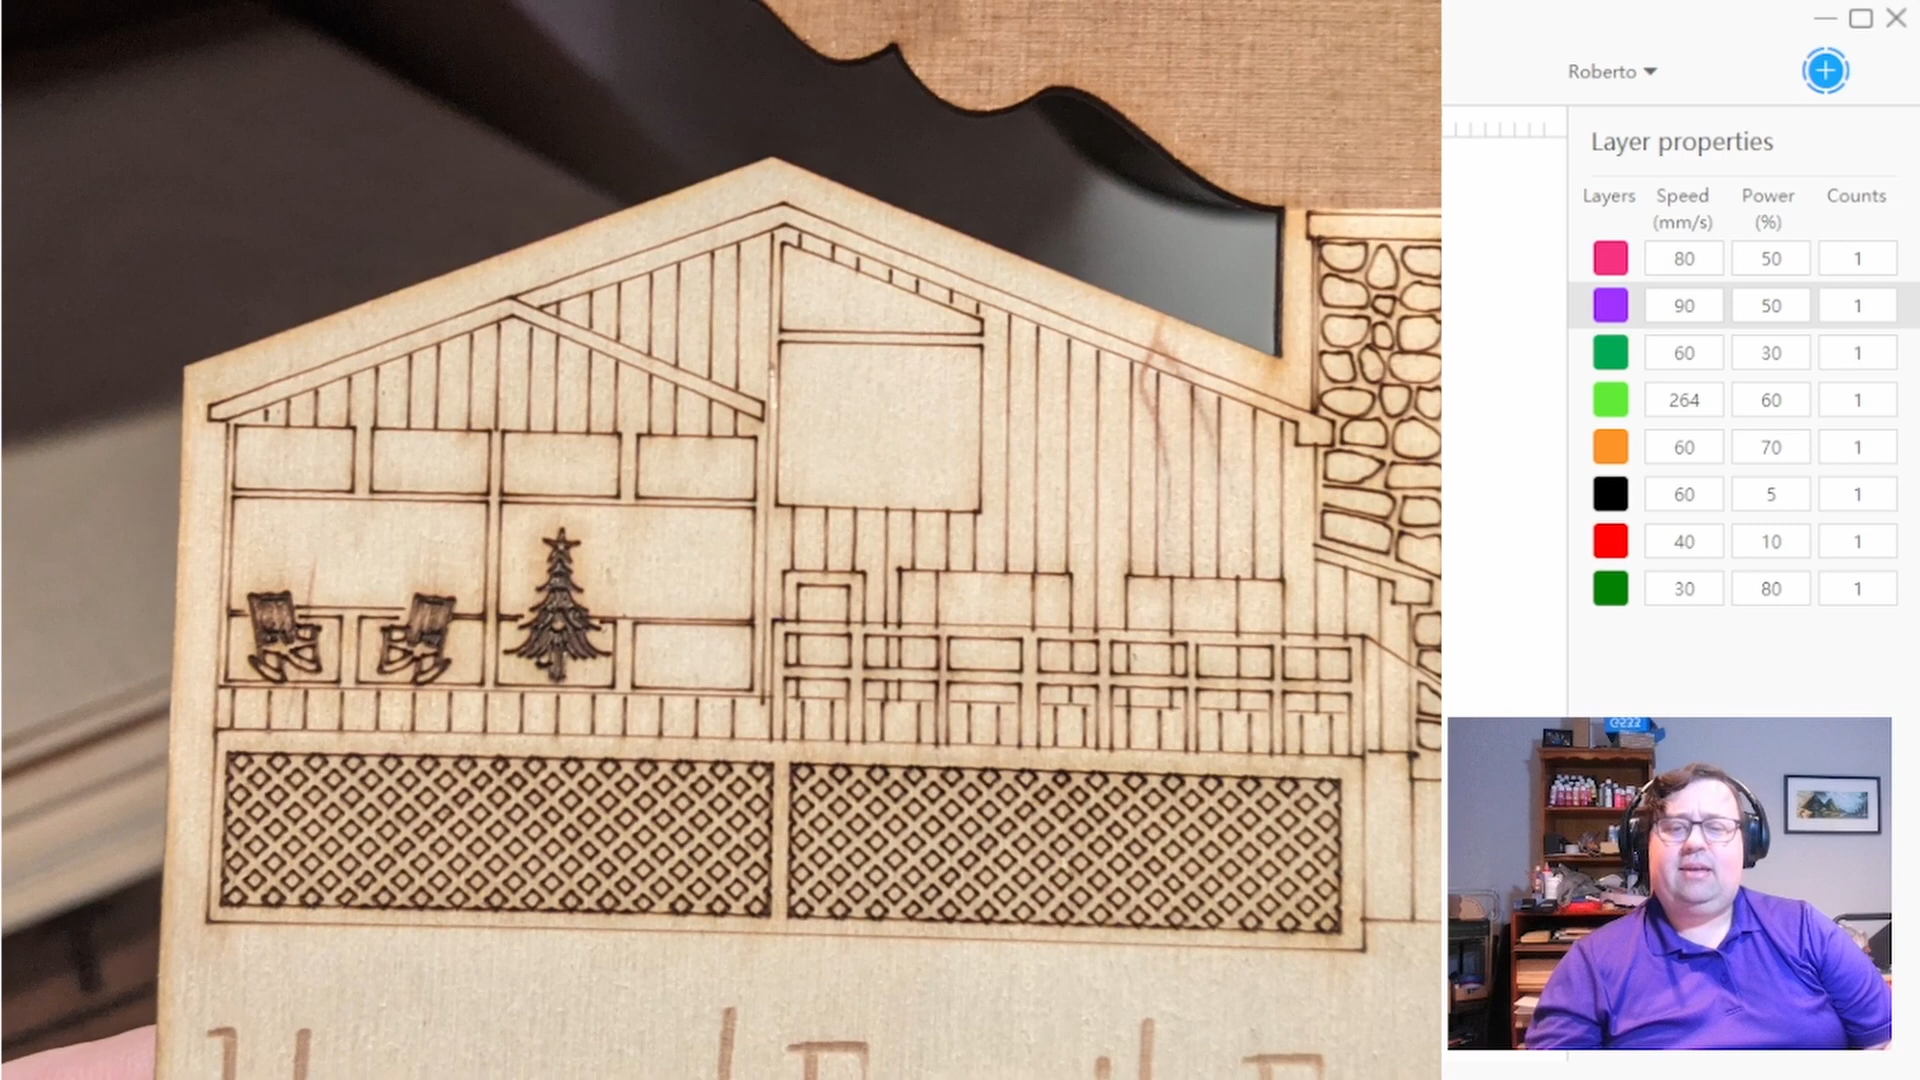 Roberto
Layer properties
Layers Speed Power Counts
(mm/s) (%)
80 50 1
90 50 1
60 30 1
264 60 1
60 70 1
60 5 1
40 10 1
30 80 1